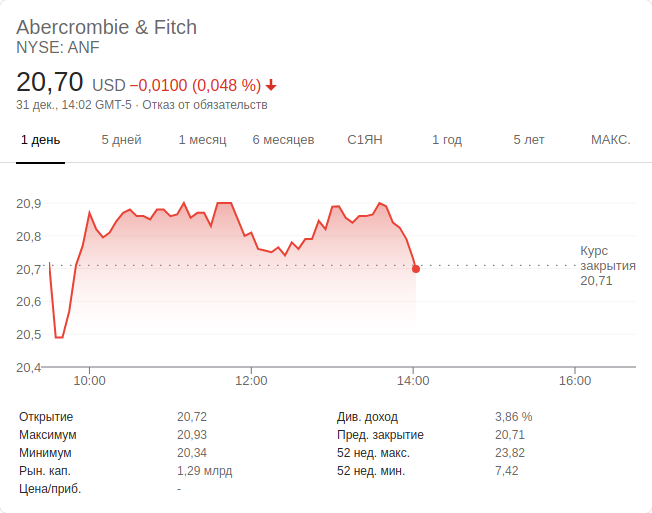 Abercrombie & Fitch
NYSE: ANF
20,70 USD −0,0100 (0,048 %)
31 дек., 14:02 GMT-5 · Отказ от обязательств
1 день 5 дней 1 месяц 6 месяцев С1ЯН 1 год 5 лет МАКС.
20,9
20,8
20,7
20,6
20,5
20,4
Курс
закрытия
20,71
10:00 12:00 14:00 16:00
Открытие 20,72 Див. доход 3,86 %
Максимум 20,93 Пред. закрытие 20,71
Минимум 20,34 52 нед. макс. 23,82
Рын. кап. 1,29 млрд 52 нед. мин. 7,42
Цена/приб. -